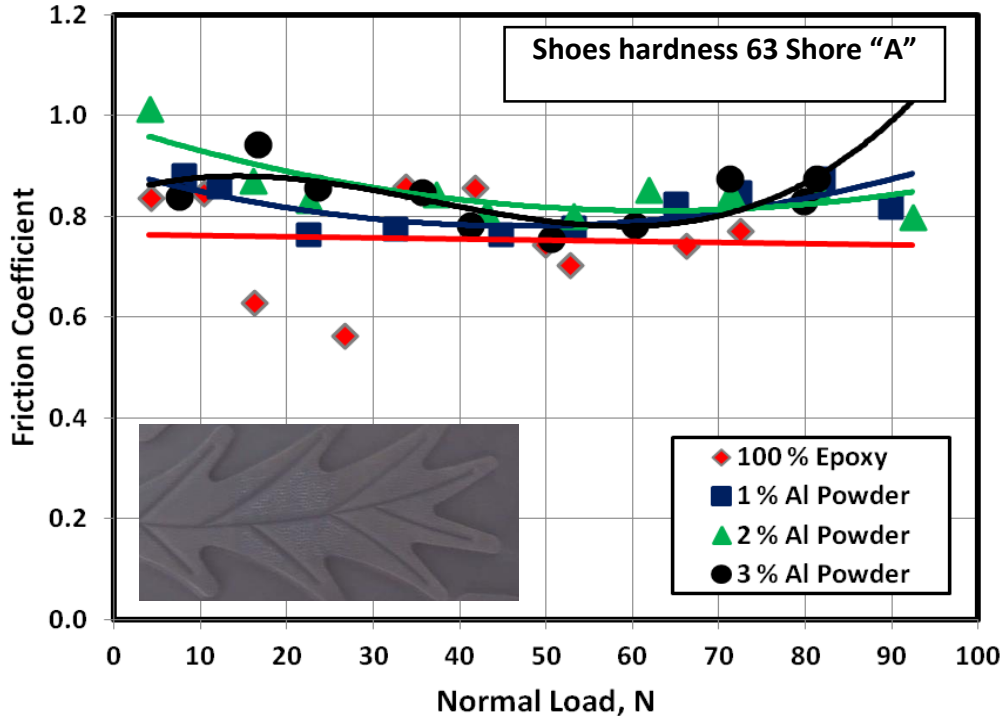 Shoes hardness 63 Shore “A”
1.2
1.0
0.8
0.6
0.4
0.2
0.0
Friction Coefficient
100 % Epoxy
1 % Al Powder
2 % Al Powder
3 % Al Powder
0 10 20 30 40 50 60 70 80 90 100
Normal Load, N